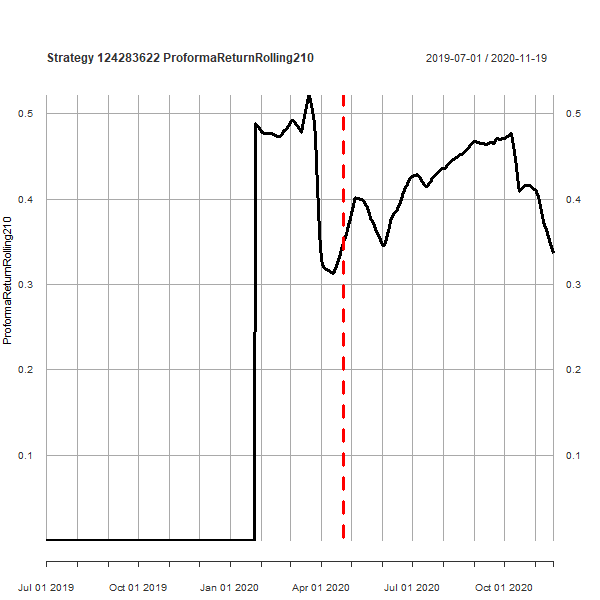 Strategy 124283622 ProformaReturnRolling210
2019-07-01 / 2020-11-19
ProformaReturnRolling210
0.5
0.5
0.4
0.4
0.3
0.3
0.2
0.2
0.1
0.1
Jul 01 2019
Oct 01 2019
Jan 01 2020
Apr 01 2020
Jul 01 2020
Oct 01 2020